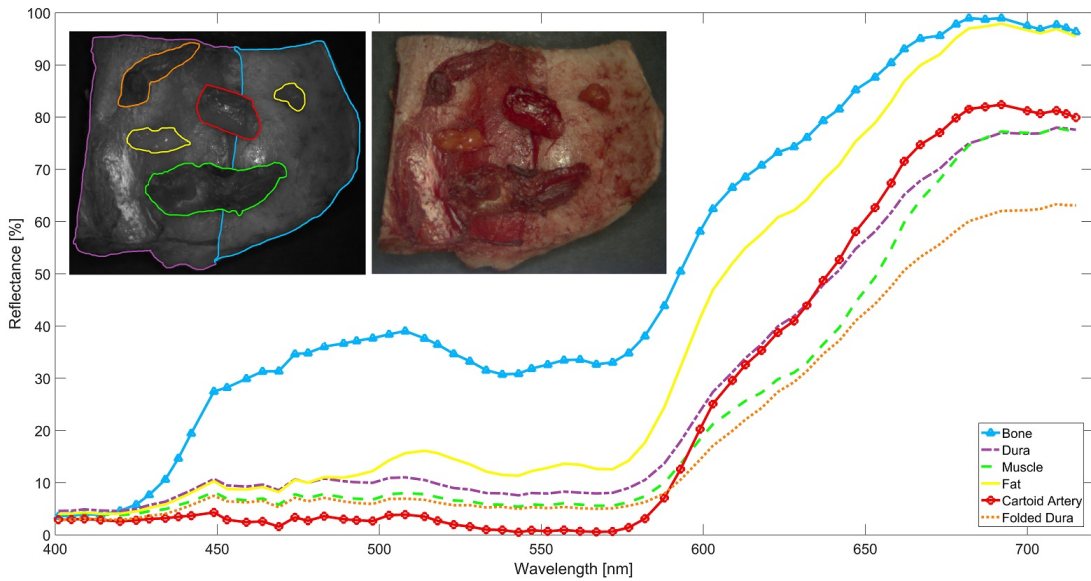 100
90
80
70
60
50
40
30
20
10
0
Reflectance [%]
400
450
500
550
600
650
700
Wavelength [nm]
Bone
Dura
Muscle
Fat
Cartoid Artery
Folded Dura